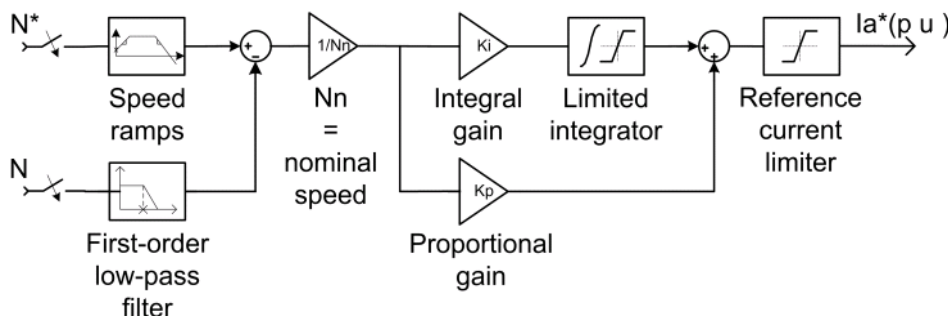 N*
Ia*(p u )
1/Nn
Ki
Speed
ramps
Nn
=
nominal
speed
Integral
gain
Limited
integrator
Reference
current
limiter
N
Kp
First-order
low-pass
filter
Proportional
gain